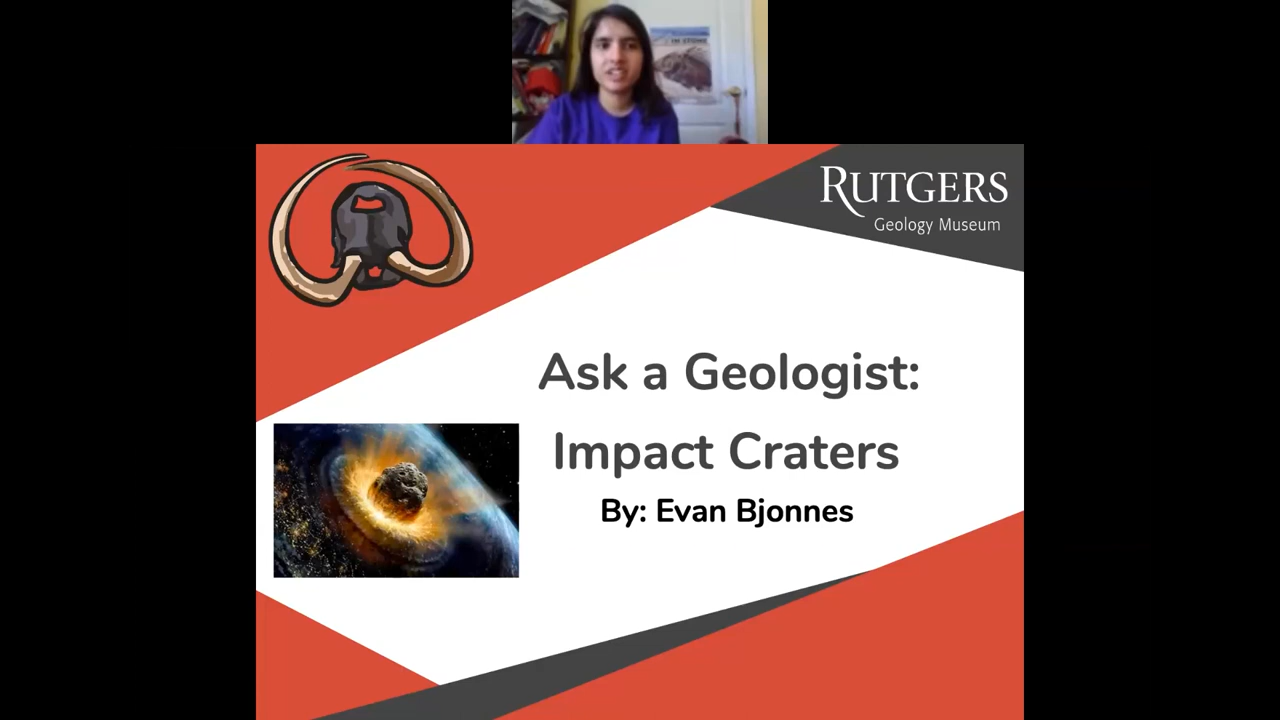 RUTGERS
Geology Museum
Ask a Geologist:
Impact Craters
By: Evan Bjonnes